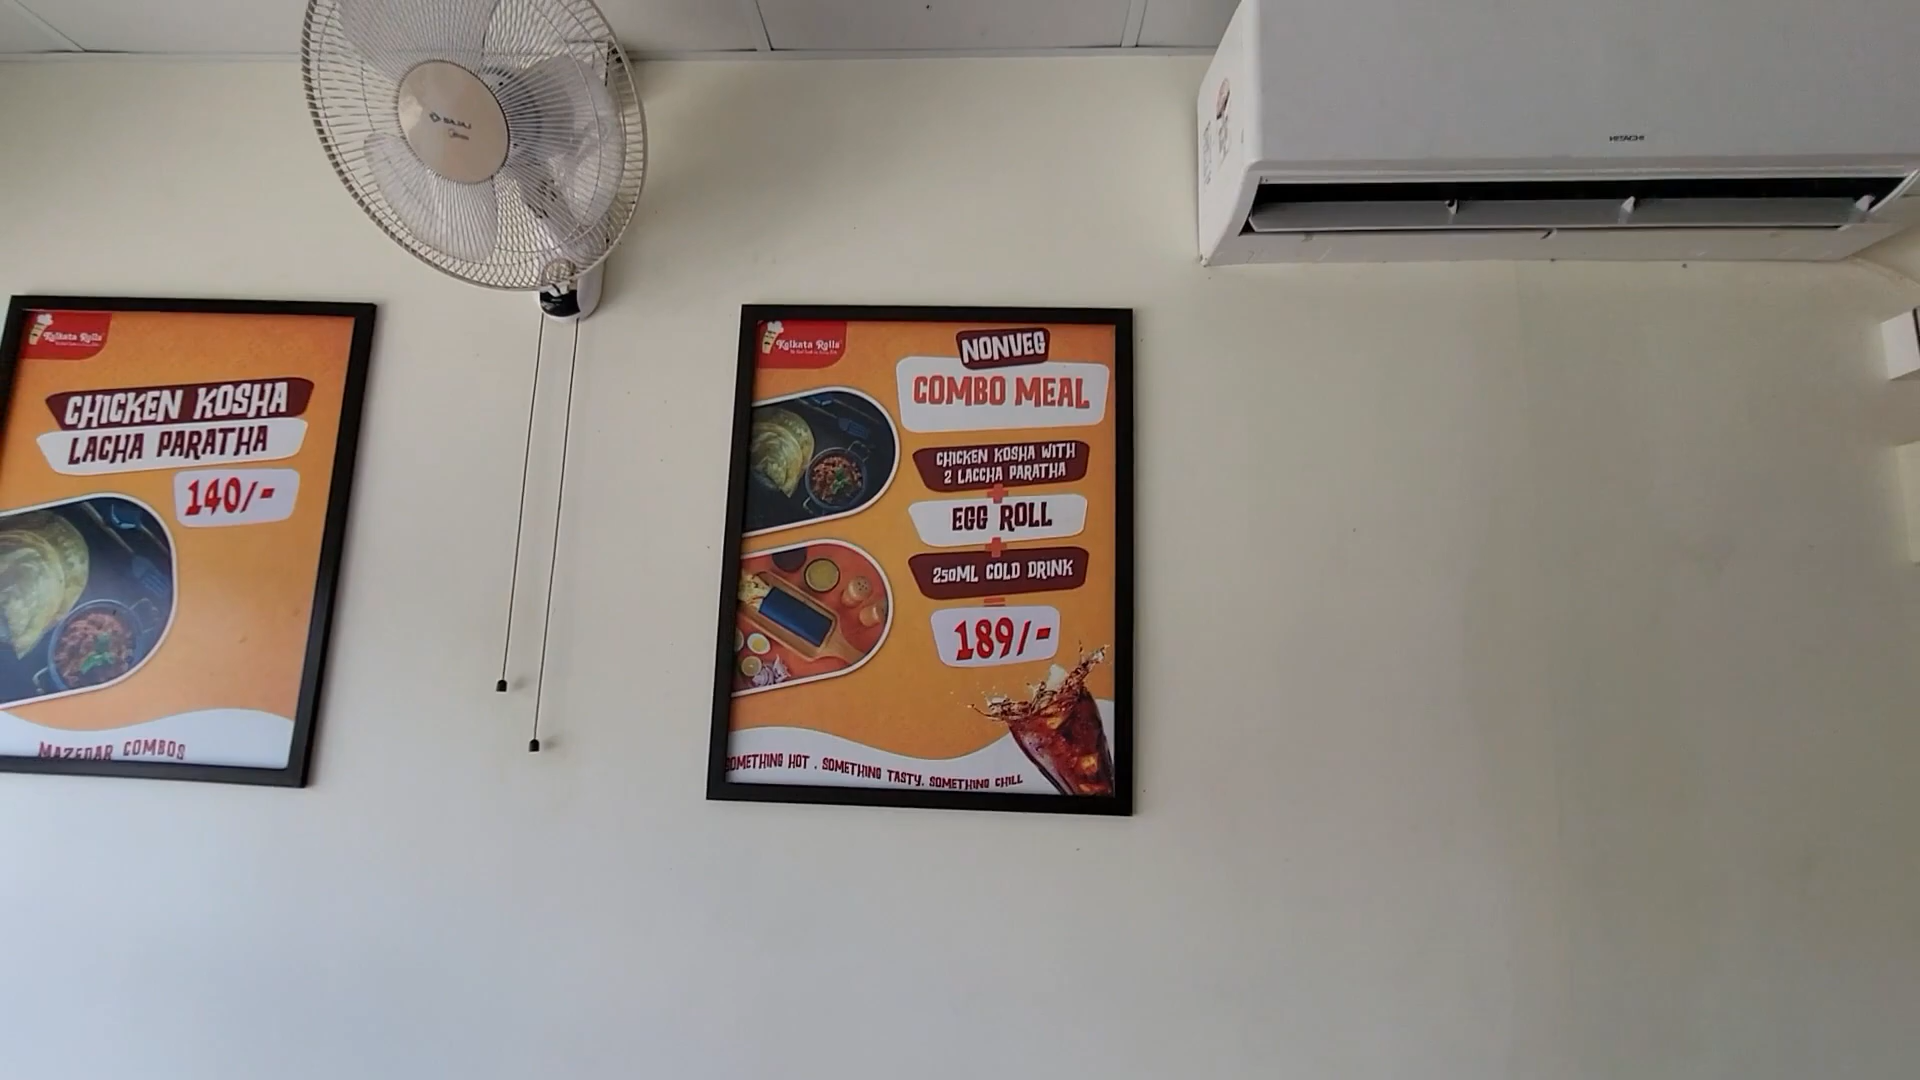 BAJAJ
HITACHI
Kolkata Rolls
CHICKEN KOSHA
LACHA PARATHA
140/-
MAZEDAR COMBOS
Kolkata Rolls
NONVEG
COMBO MEAL
CHICKEN KOSHA WITH
2 LACCHA PARATHA
+
EGG ROLL
+
250ML COLD DRINK
=
189/-
SOMETHING HOT , SOMETHING TASTY, SOMETHING CHILL